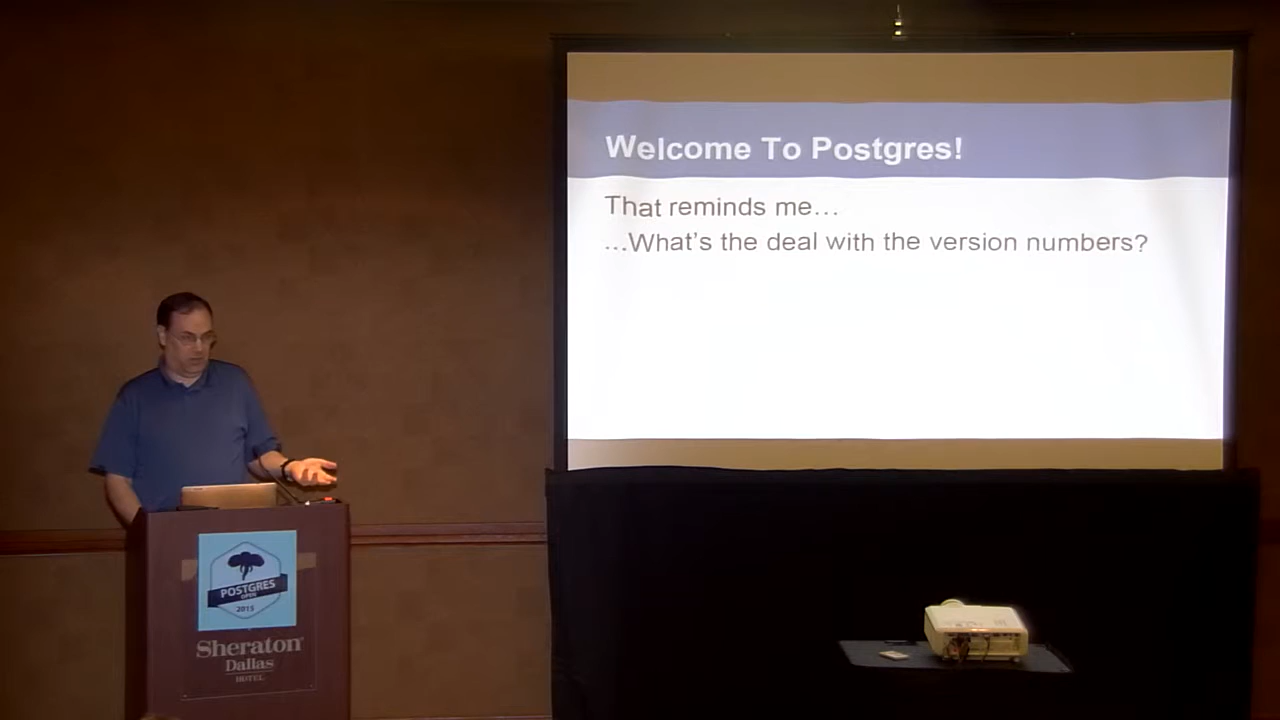 Welcome To Postgres!
That reminds me…
…What's the deal with the version numbers?
POSTGRES
OPEN
2015
Sheraton
Dallas
HOTEL